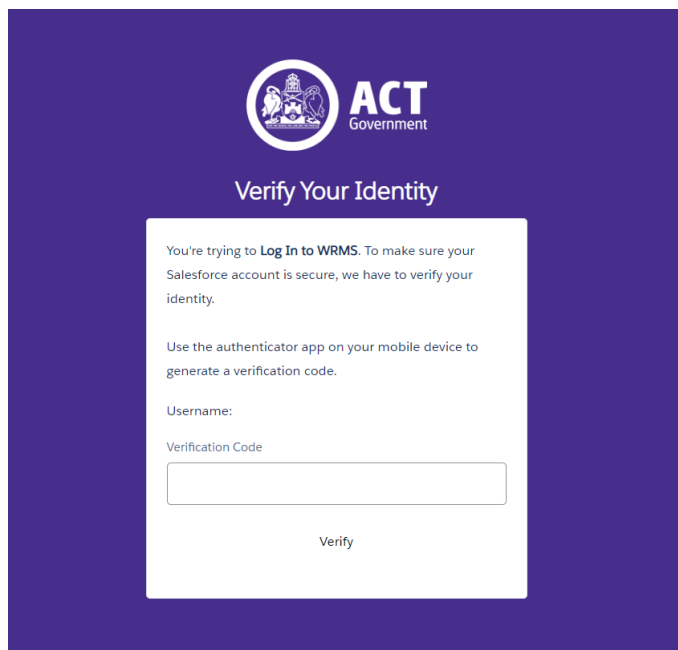 ACT
Government
Verify Your Identity
You're trying to Log In to WRMS. To make sure your
Salesforce account is secure, we have to verify your
identity.
Use the authenticator app on your mobile device to
generate a verification code.
Username:
Verification Code
Verify